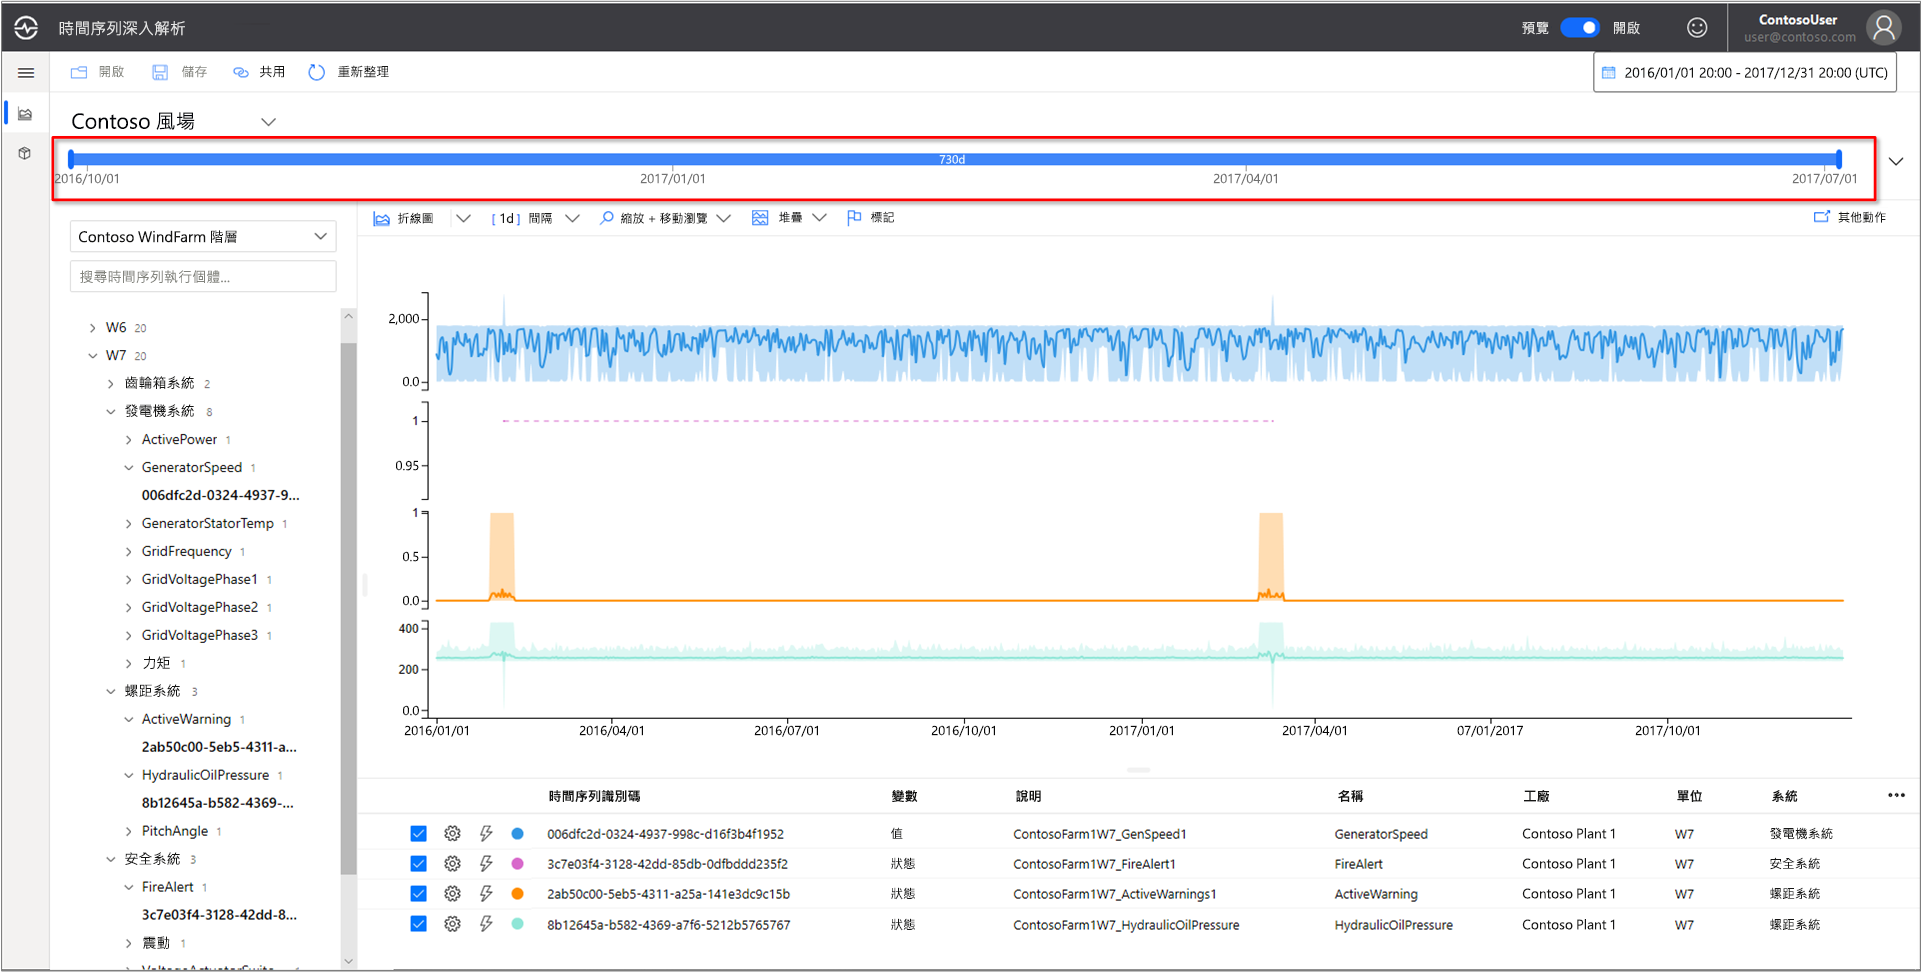 時間序列深入解析
預覽 開啟 ContosoUser
user@contoso.com
開啟 儲存 共用 重新整理 2016/01/01 20:00 - 2017/12/31 20:00 (UTC)
Contoso 風場
730d
2016/10/01 2017/01/01 2017/04/01 2017/07/01
折線圖 [ 1d ] 間隔 縮放 + 移動瀏覽 堆疊 標記 其他動作
Contoso WindFarm 階層
搜尋時間序列執行個體...
W6 20
W7 20
齒輪箱系統 2
發電機系統 8
ActivePower 1
GeneratorSpeed 1
006dfc2d-0324-4937-9...
GeneratorStatorTemp 1
GridFrequency 1
GridVoltagePhase1 1
GridVoltagePhase2 1
GridVoltagePhase3 1
力矩 1
螺距系統 3
ActiveWarning 1
2ab50c00-5eb5-4311-a...
HydraulicOilPressure 1
8b12645a-b582-4369-...
PitchAngle 1
安全系統 3
FireAlert 1
3c7e03f4-3128-42dd-8...
震動 1
2,000
0.0
1
0.95
1
0.5
0.0
400
200
0.0
2016/01/01 2016/04/01 2016/07/01 2016/10/01 2017/01/01 2017/04/01 07/01/2017 2017/10/01
時間序列識別碼 變數 說明 名稱 工廠 單位 系統
006dfc2d-0324-4937-998c-d16f3b4f1952 值 ContosoFarm1W7_GenSpeed1 GeneratorSpeed Contoso Plant 1 W7 發電機系統
3c7e03f4-3128-42dd-85db-0dfbddd235f2 狀態 ContosoFarm1W7_FireAlert1 FireAlert Contoso Plant 1 W7 安全系統
2ab50c00-5eb5-4311-a25a-141e3dc9c15b 狀態 ContosoFarm1W7_ActiveWarnings1 ActiveWarning Contoso Plant 1 W7 螺距系統
8b12645a-b582-4369-a7f6-5212b5765767 狀態 ContosoFarm1W7_HydraulicOilPressure HydraulicOilPressure Contoso Plant 1 W7 螺距系統